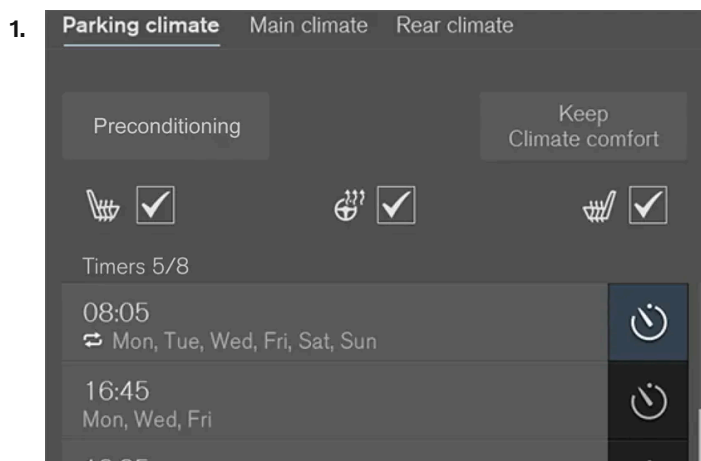 1.
Parking climate Main climate Rear climate
Preconditioning
Keep
Climate comfort
Timers 5/8
08:05
Mon, Tue, Wed, Fri, Sat, Sun
16:45
Mon, Wed, Fri